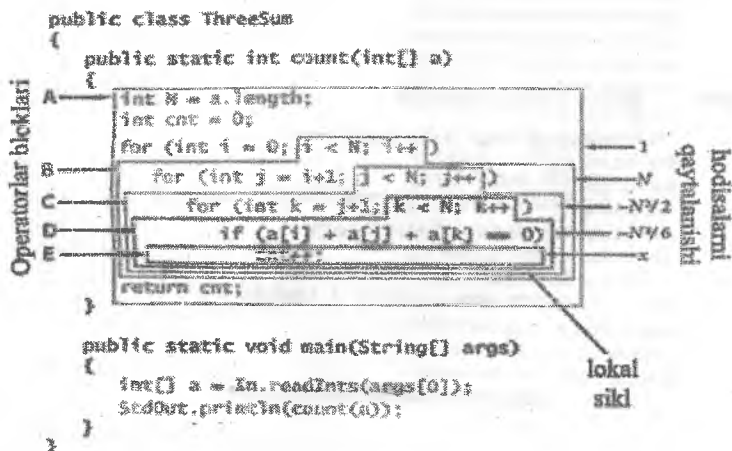 public class ThreeSum
{
public static int count(int[] a)
{
A int N = a.length;
int cnt = 0;
for (int i = 0; i < N; i++) 1
B for (int j = i+1; j < N; j++) N
C for (int k = j+1; k < N; k++) ~N²/2
D if (a[i] + a[j] + a[k] == 0) ~N³/6
E cnt++; x
return cnt;
}
public static void main(String[] args)
{
int[] a = In.readInts(args[0]);
StdOut.println(count(a));
}
}
Operatorlar bloklari
hodisalarni
qaytalanishi
lokal
sikl